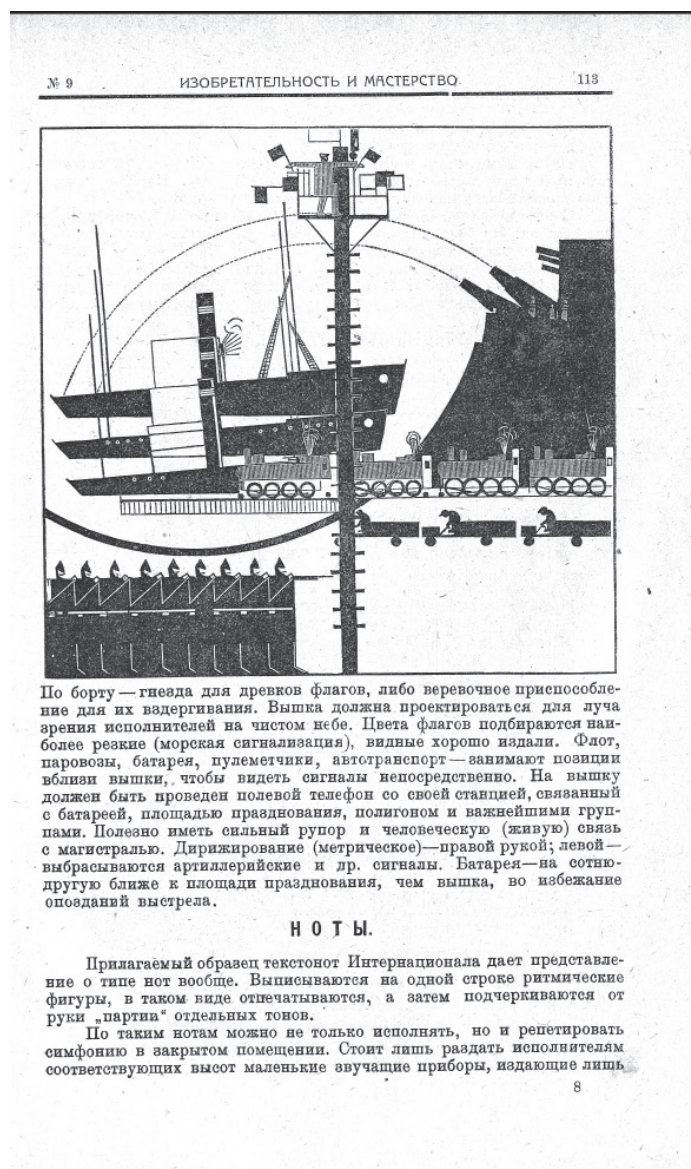 № 9
ИЗОБРЕТАТЕЛЬНОСТЬ И МАСТЕРСТВО.
113
По борту — гнезда для древков флагов, либо веревочное приспособле-
ние для их вздергивания. Вышка должна проектироваться для луча
зрения исполнителей на чистом небе. Цвета флагов подбираются наи-
более резкие (морская сигнализация), видные хорошо издали. Флот,
паровозы, батарея, пулеметчики, автотранспорт — занимают позиции
вблизи вышки, чтобы видеть сигналы непосредственно. На вышку
должен быть проведен полевой телефон со своей станцией, связанный
с батареей, площадью празднования, полигоном и важнейшими груп-
пами. Полезно иметь сильный рупор и человеческую (живую) связь
с магистралью. Дирижирование (метрическое)—правой рукой; левой—
выбрасываются артиллерийские и др. сигналы. Батарея—на сотню-
другую ближе к площади празднования, чем вышка, во избежание
опозданий выстрела.
НОТЫ.
Прилагаемый образец текстонот Интернационала дает представле-
ние о типе нот вообще. Выписываются на одной строке ритмические
фигуры, в таком виде отпечатываются, а затем подчеркиваются от
руки „партии“ отдельных тонов.
По таким нотам можно не только исполнять, но и репетировать
симфонию в закрытом помещении. Стоит лишь раздать исполнителям
соответствующих высот маленькие звучащие приборы, издающие лишь
8